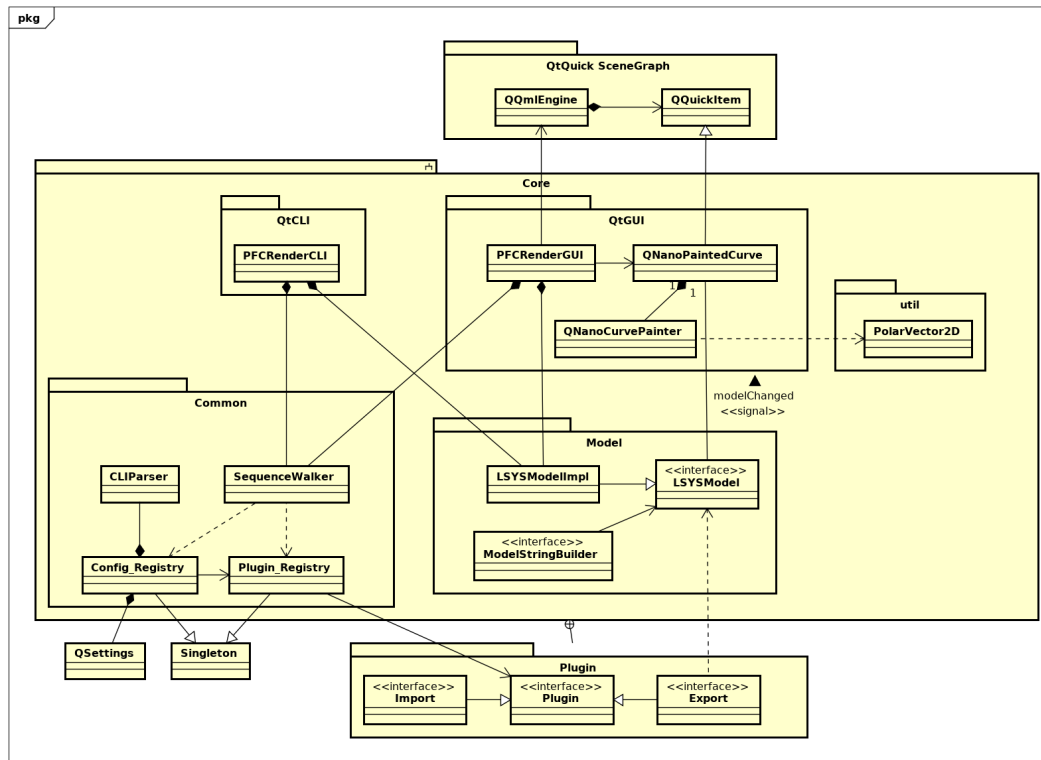 pkg
QtQuick SceneGraph
QQmlEngine
QQuickItem
Core
QtCLI
PFCRenderCLI
QtGUI
PFCRenderGUI
QNanoPaintedCurve
1
1
QNanoCurvePainter
util
PolarVector2D
modelChanged
<<signal>>
Common
CLIParser
SequenceWalker
Config_Registry
Plugin_Registry
Model
LSYSModelImpl
<<interface>>
LSYSModel
<<interface>>
ModelStringBuilder
QSettings
Singleton
Plugin
<<interface>>
Import
<<interface>>
Plugin
<<interface>>
Export